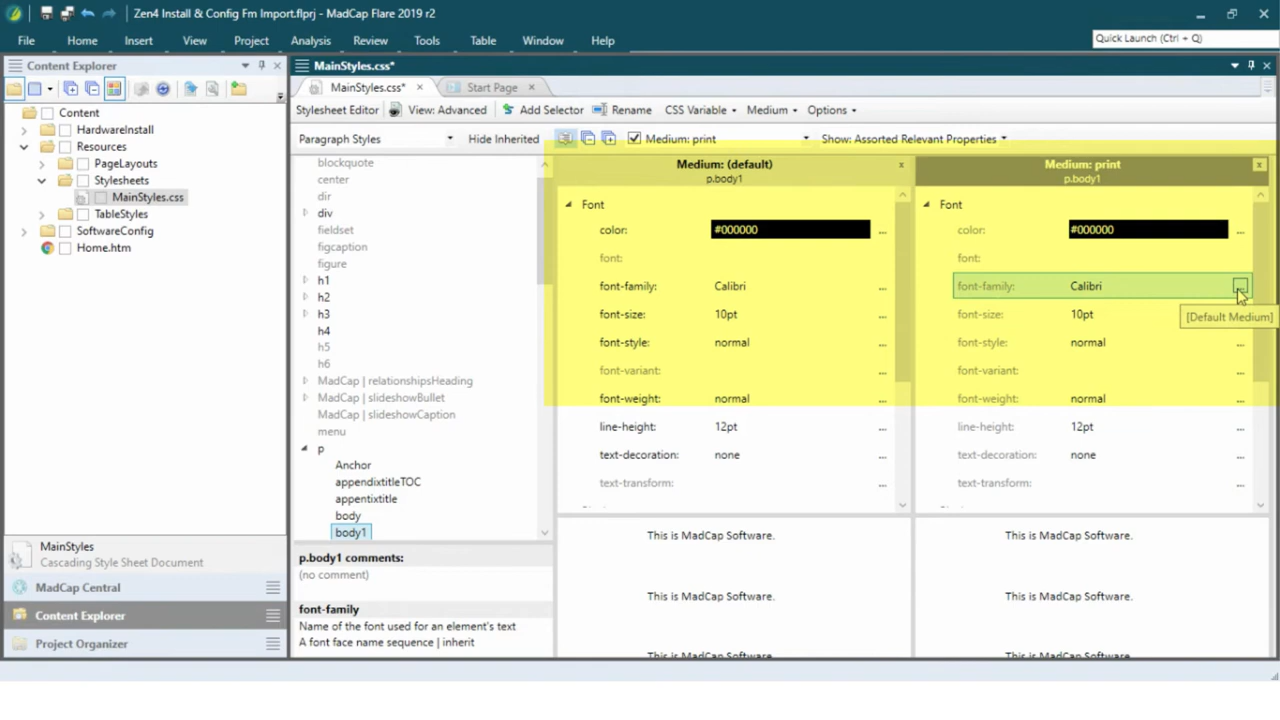 Zen4 Install & Config Fm Import.flprj - MadCap Flare 2019 r2
File Home Insert View Project Analysis Review Tools Table Window Help
Quick Launch (Ctrl + Q)
Content Explorer
MainStyles.css*
MainStyles.css* Start Page
Stylesheet Editor View: Advanced Add Selector Rename CSS Variable Medium Options
Paragraph Styles Hide Inherited Medium: print Show: Assorted Relevant Properties
Content
HardwareInstall
Resources
PageLayouts
Stylesheets
MainStyles.css
TableStyles
SoftwareConfig
Home.htm
blockquote
center
dir
div
fieldset
figcaption
figure
h1
h2
h3
h4
h5
h6
MadCap | relationshipsHeading
MadCap | slideshowBullet
MadCap | slideshowCaption
menu
p
Anchor
appendixtitleTOC
appentixtitle
body
body1
p.body1 comments:
(no comment)
font-family
Name of the font used for an element's text
A font face name sequence | inherit
Medium: (default)
p.body1
Font
color: #000000 ...
font:
font-family: Calibri ...
font-size: 10pt ...
font-style: normal ...
font-variant: ...
font-weight: normal ...
line-height: 12pt ...
text-decoration: none ...
text-transform: ...
This is MadCap Software.
This is MadCap Software.
This is MadCap Software.
Medium: print
p.body1
Font
color: #000000 ...
font:
font-family: Calibri ...
[Default Medium]
font-size: 10pt
font-style: normal ...
font-variant: ...
font-weight: normal ...
line-height: 12pt ...
text-decoration: none ...
text-transform: ...
This is MadCap Software.
This is MadCap Software.
This is MadCap Software.
MainStyles
Cascading Style Sheet Document
MadCap Central
Content Explorer
Project Organizer